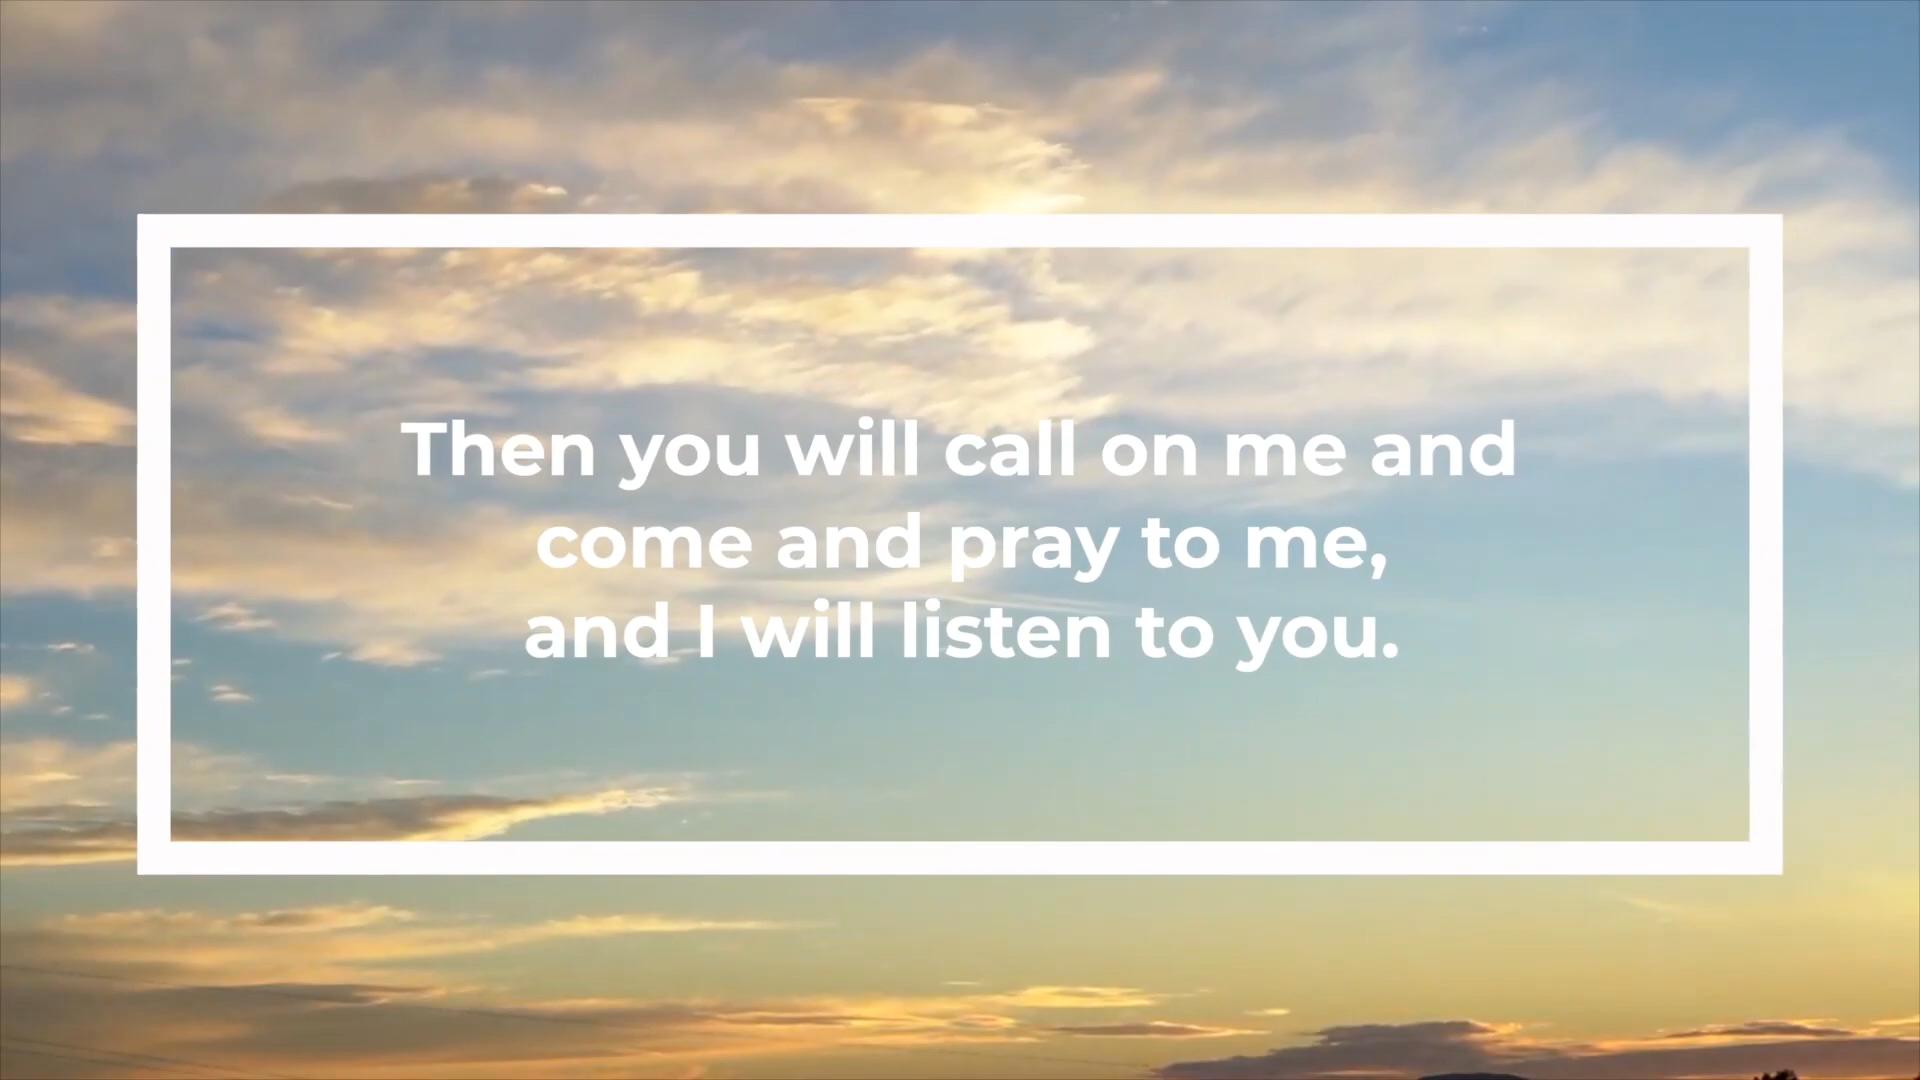 Then you will call on me and
come and pray to me,
and I will listen to you.